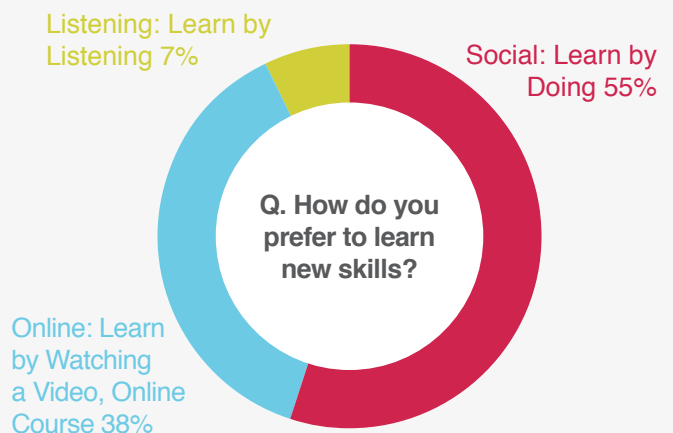 Listening: Learn by
Listening 7%
Social: Learn by
Doing 55%
Q. How do you
prefer to learn
new skills?
Online: Learn
by Watching
a Video, Online
Course 38%